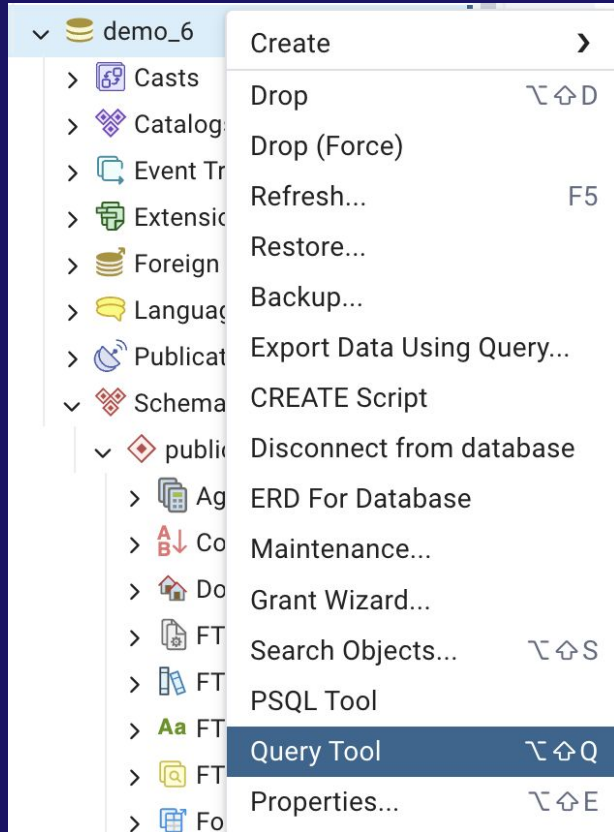 demo_6
Casts
Catalog
Event Tr
Extensio
Foreign
Languag
Publicat
Schema
public
Ag
Co
Do
FT
FT
Aa FT
FT
Fo
Create
Drop ⌥⇧D
Drop (Force)
Refresh... F5
Restore...
Backup...
Export Data Using Query...
CREATE Script
Disconnect from database
ERD For Database
Maintenance...
Grant Wizard...
Search Objects... ⌥⇧S
PSQL Tool
Query Tool ⌥⇧Q
Properties... ⌥⇧E